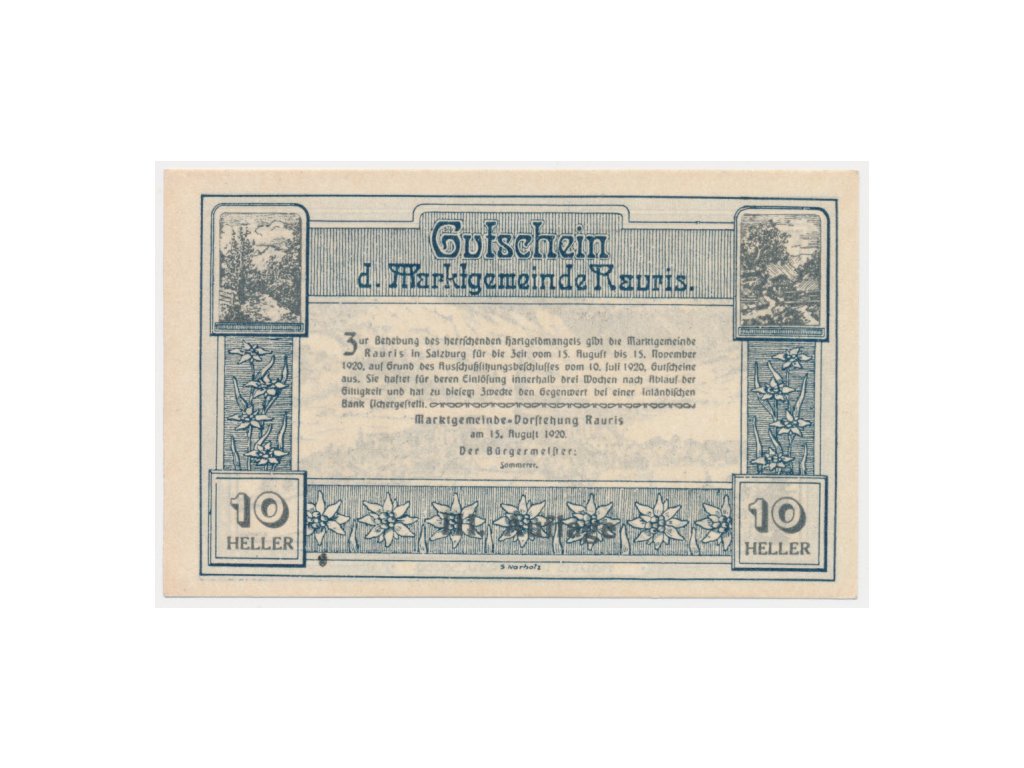 Gutschein
d. Marktgemeinde Rauris.
Zur Behebung des herrschenden Hartgeldmangels gibt die Marktgemeinde
Rauris in Salzburg für die Zeit vom 15. August bis 15. November
1920, auf Grund des Ausschußsitzungsbeschlusses vom 10. Juli 1920, Gutscheine
aus. Sie haftet für deren Einlösung innerhalb drei Wochen nach Ablauf der
Giltigkeit und hat zu diesem Zwecke den Gegenwert bei einer inländischen
Bank sichergestellt.
Marktgemeinde-Vorstehung Rauris
am 15. August 1920.
Der Bürgermeister:
Sommerer.
10
HELLER
III. Auflage
10
HELLER
S Narholz